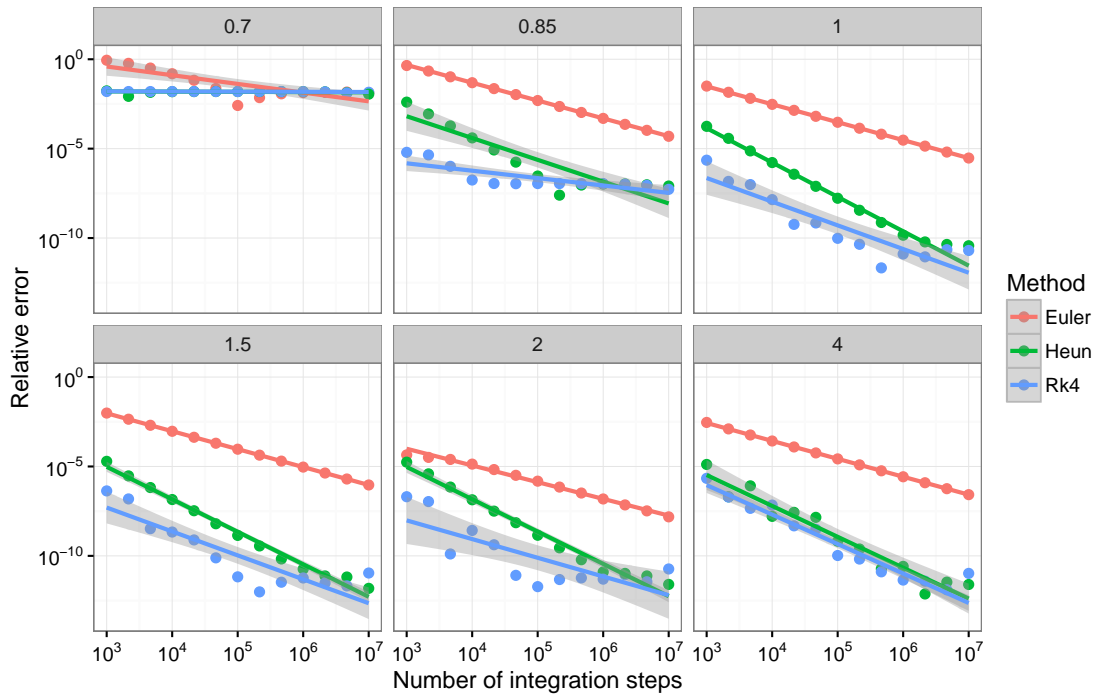 0.7 0.85 1
10^0
10^-5
10^-10
1.5 2 4
10^0
10^-5
10^-10
10^3 10^4 10^5 10^6 10^7 10^3 10^4 10^5 10^6 10^7 10^3 10^4 10^5 10^6 10^7
Number of integration steps
Relative error
Method
Euler
Heun
Rk4